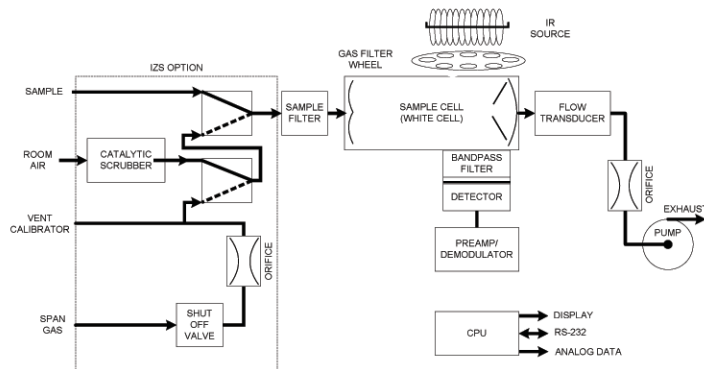 IR
SOURCE
GAS FILTER
WHEEL
IZS OPTION
SAMPLE
SAMPLE
FILTER
SAMPLE CELL
(WHITE CELL)
FLOW
TRANSDUCER
ROOM
AIR
CATALYTIC
SCRUBBER
BANDPASS
FILTER
DETECTOR
ORIFICE
EXHAUST
VENT
CALIBRATOR
PUMP
PREAMP/
DEMODULATOR
ORIFICE
SPAN
GAS
SHUT
OFF
VALVE
CPU
DISPLAY
RS-232
ANALOG DATA